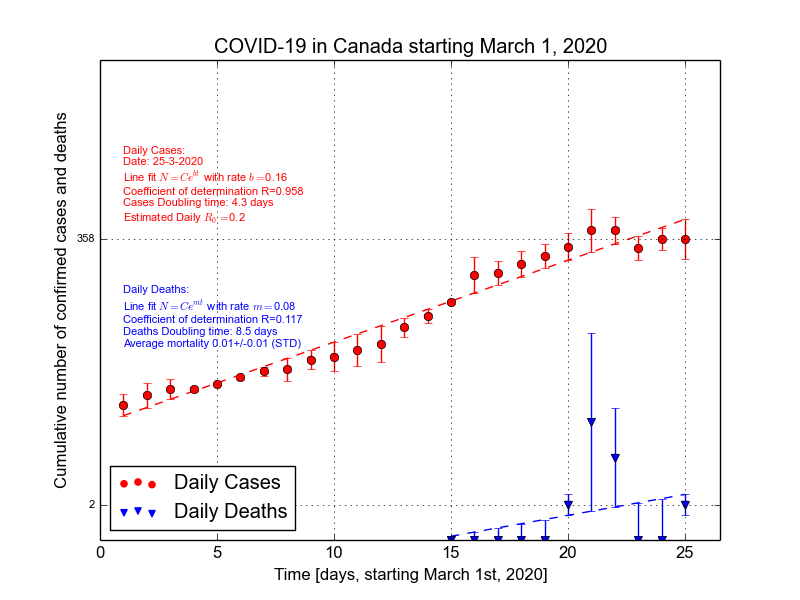 COVID-19 in Canada starting March 1, 2020
Cumulative number of confirmed cases and deaths
Daily Cases:
Date: 25-3-2020
Line fit N = Ce^{bt} with rate b =0.16
Coefficient of determination R=0.958
Cases Doubling time: 4.3 days
Estimated Daily R_0 =0.2
358
Daily Deaths:
Line fit N = Ce^{mt} with rate m =0.08
Coefficient of determination R=0.117
Deaths Doubling time: 8.5 days
Average mortality 0.01+/-0.01 (STD)
Daily Cases
2
Daily Deaths
0 5 10 15 20 25
Time [days, starting March 1st, 2020]